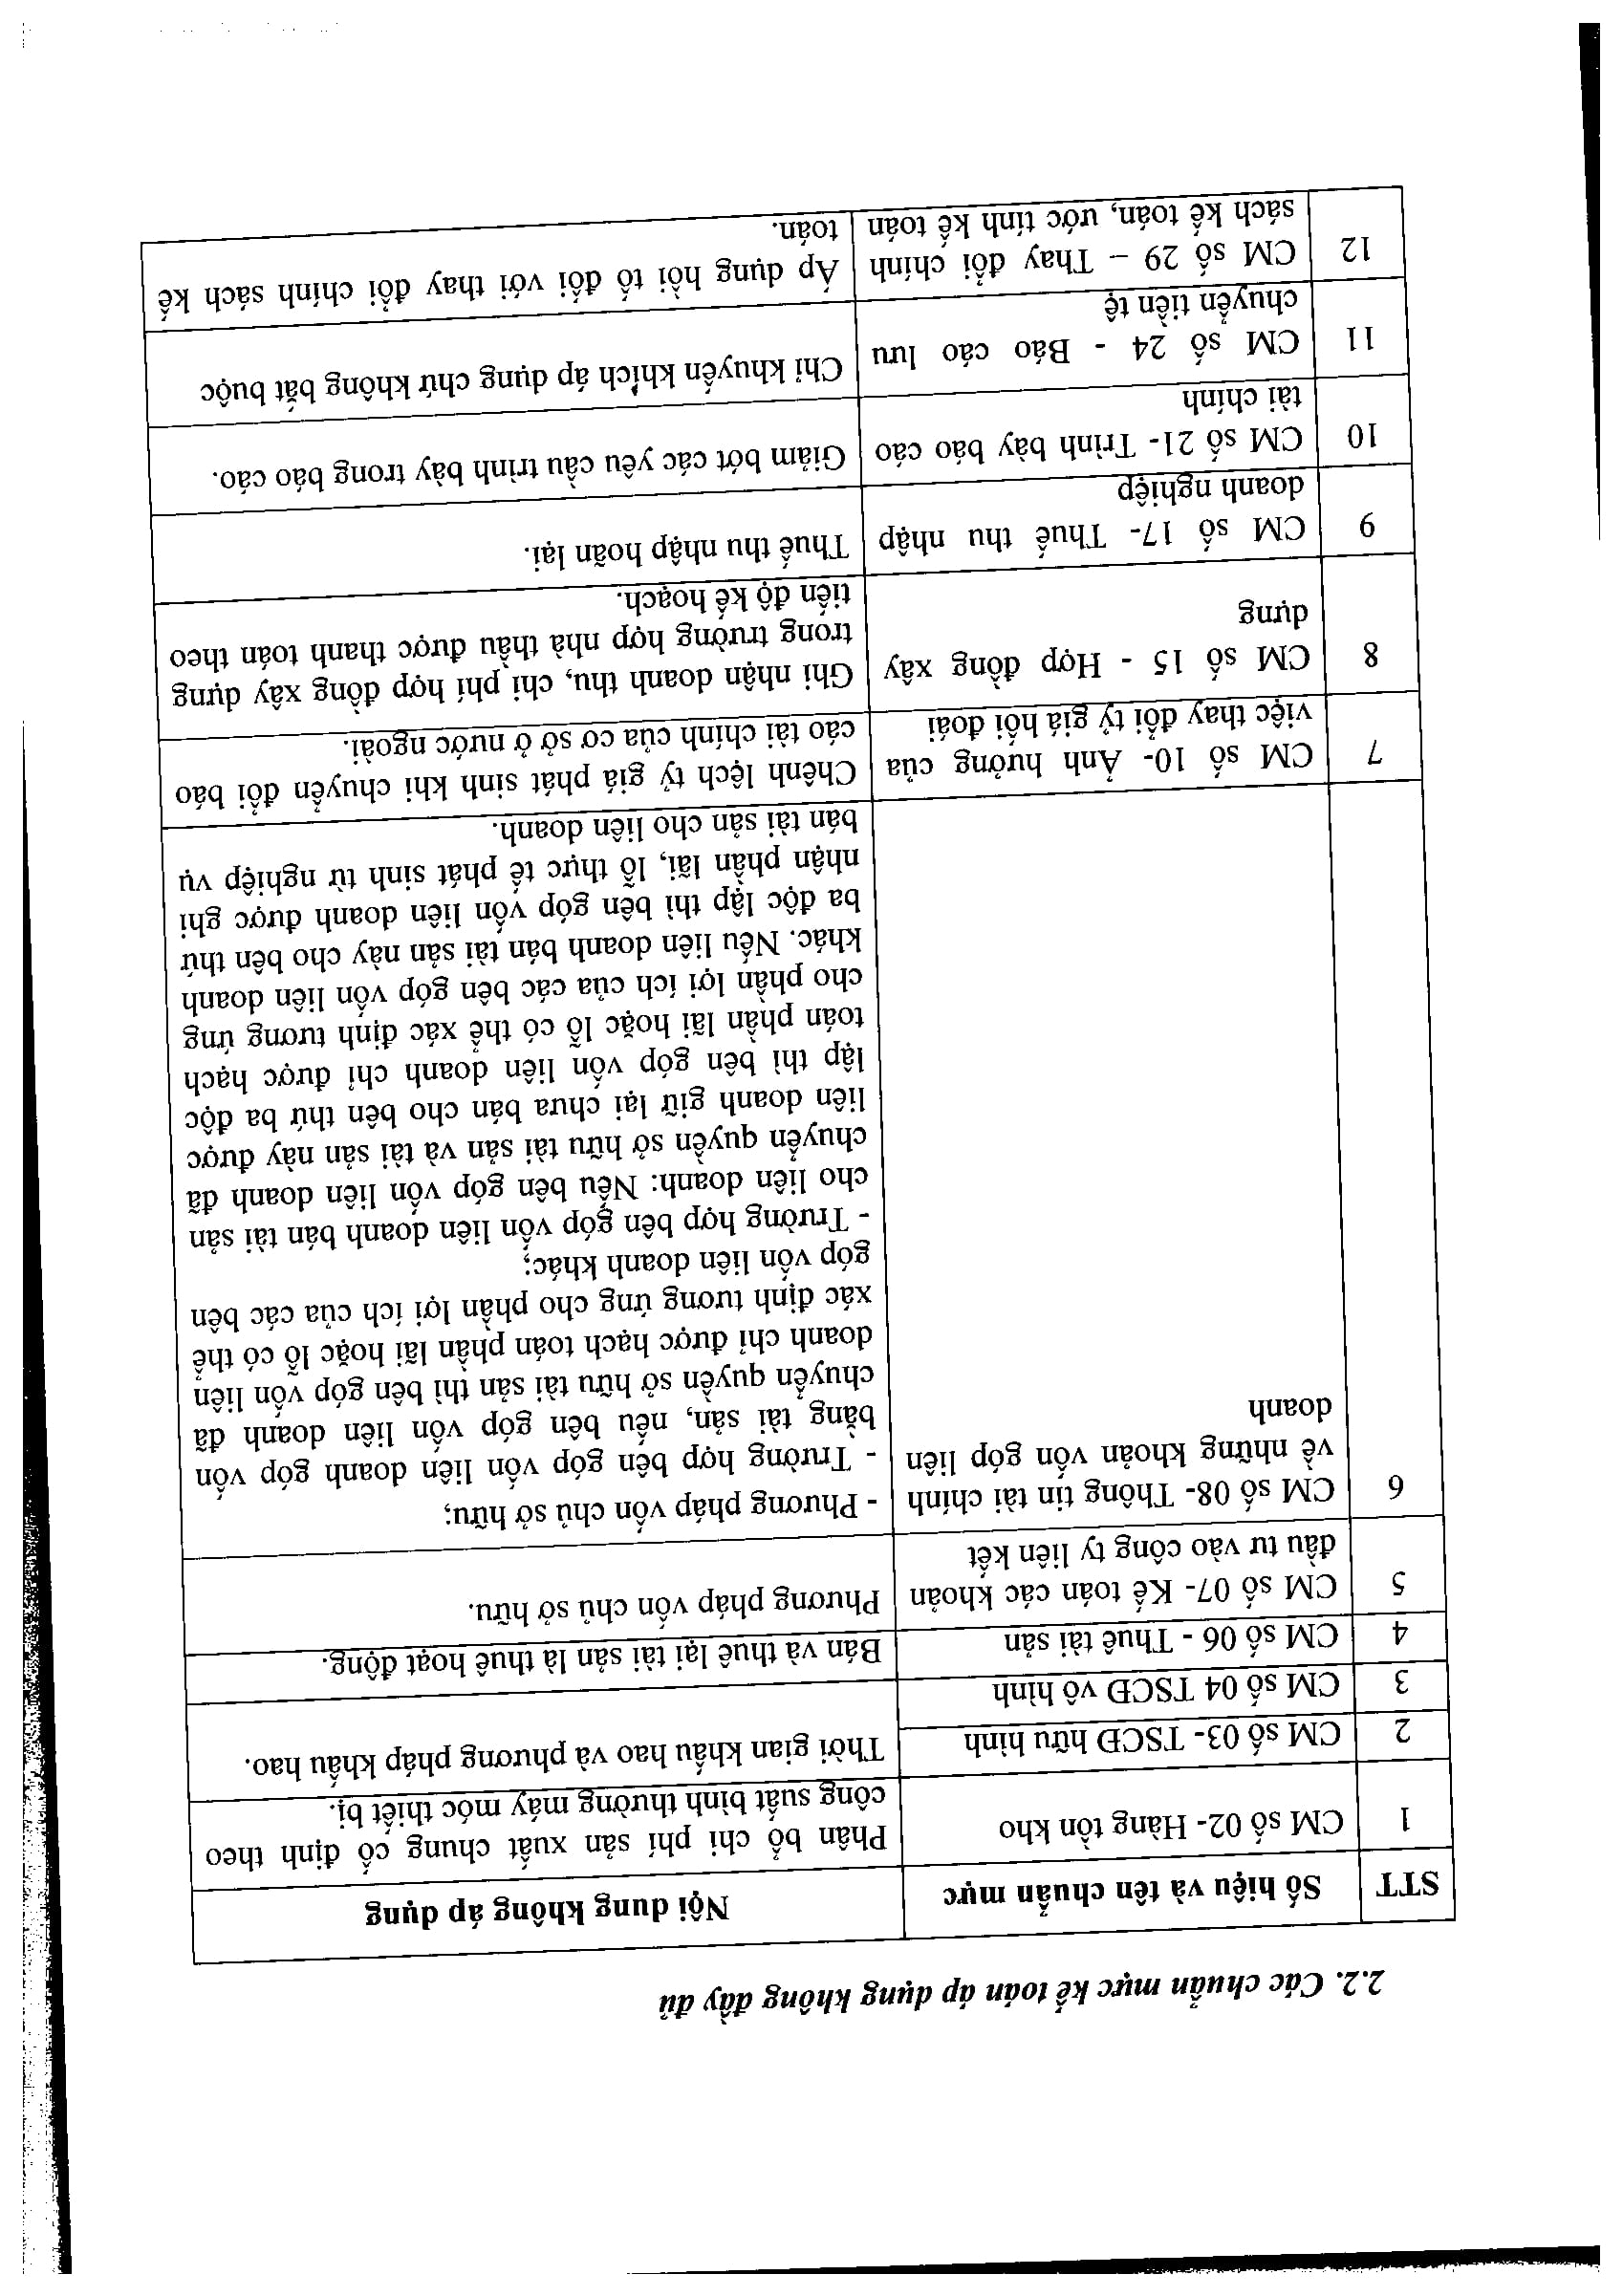 2.2. Các chuẩn mực kế toán áp dụng không đầy đủ
STT Số hiệu và tên chuẩn mực Nội dung không áp dụng
1 CM số 02- Hàng tồn kho
Phân bổ chi phí sản xuất chung cố định theo
công suất bình thường máy móc thiết bị.
2 CM số 03- TSCĐ hữu hình
Thời gian khấu hao và phương pháp khấu hao.
3 CM số 04 TSCĐ vô hình
4 CM số 06 - Thuê tài sản
Bán và thuê lại tài sản là thuê hoạt động.
5 CM số 07- Kế toán các khoản
đầu tư vào công ty liên kết
Phương pháp vốn chủ sở hữu.
6 CM số 08- Thông tin tài chính
về những khoản vốn góp liên
doanh
- Phương pháp vốn chủ sở hữu;
- Trường hợp bên góp vốn liên doanh góp vốn
bằng tài sản, nếu bên góp vốn liên doanh đã
chuyển quyền sở hữu tài sản thì bên góp vốn liên
doanh chỉ được hạch toán phần lãi hoặc lỗ có thể
xác định tương ứng cho phần lợi ích của các bên
góp vốn liên doanh khác;
- Trường hợp bên góp vốn liên doanh bán tài sản
cho liên doanh: Nếu bên góp vốn liên doanh đã
chuyển quyền sở hữu tài sản và tài sản này được
liên doanh giữ lại chưa bán cho bên thứ ba độc
lập thì bên góp vốn liên doanh chỉ được hạch
toán phần lãi hoặc lỗ có thể xác định tương ứng
cho phần lợi ích của các bên góp vốn liên doanh
khác. Nếu liên doanh bán tài sản này cho bên thứ
ba độc lập thì bên góp vốn liên doanh được ghi
nhận phần lãi, lỗ thực tế phát sinh từ nghiệp vụ
bán tài sản cho liên doanh.
7 CM số 10- Ảnh hưởng của
việc thay đổi tỷ giá hối đoái
Chênh lệch tỷ giá phát sinh khi chuyển đổi báo
cáo tài chính của cơ sở ở nước ngoài.
8 CM số 15 - Hợp đồng xây
dựng
Ghi nhận doanh thu, chi phí hợp đồng xây dựng
trong trường hợp nhà thầu được thanh toán theo
tiến độ kế hoạch.
9 CM số 17- Thuế thu nhập
doanh nghiệp
Thuế thu nhập hoãn lại.
10 CM số 21- Trình bày báo cáo
tài chính
Giảm bớt các yêu cầu trình bày trong báo cáo.
11 CM số 24 - Báo cáo lưu
chuyển tiền tệ
Chỉ khuyến khích áp dụng chứ không bắt buộc
12 CM số 29 – Thay đổi chính
sách kế toán, ước tính kế toán
Áp dụng hồi tố đối với thay đổi chính sách kế
toán.